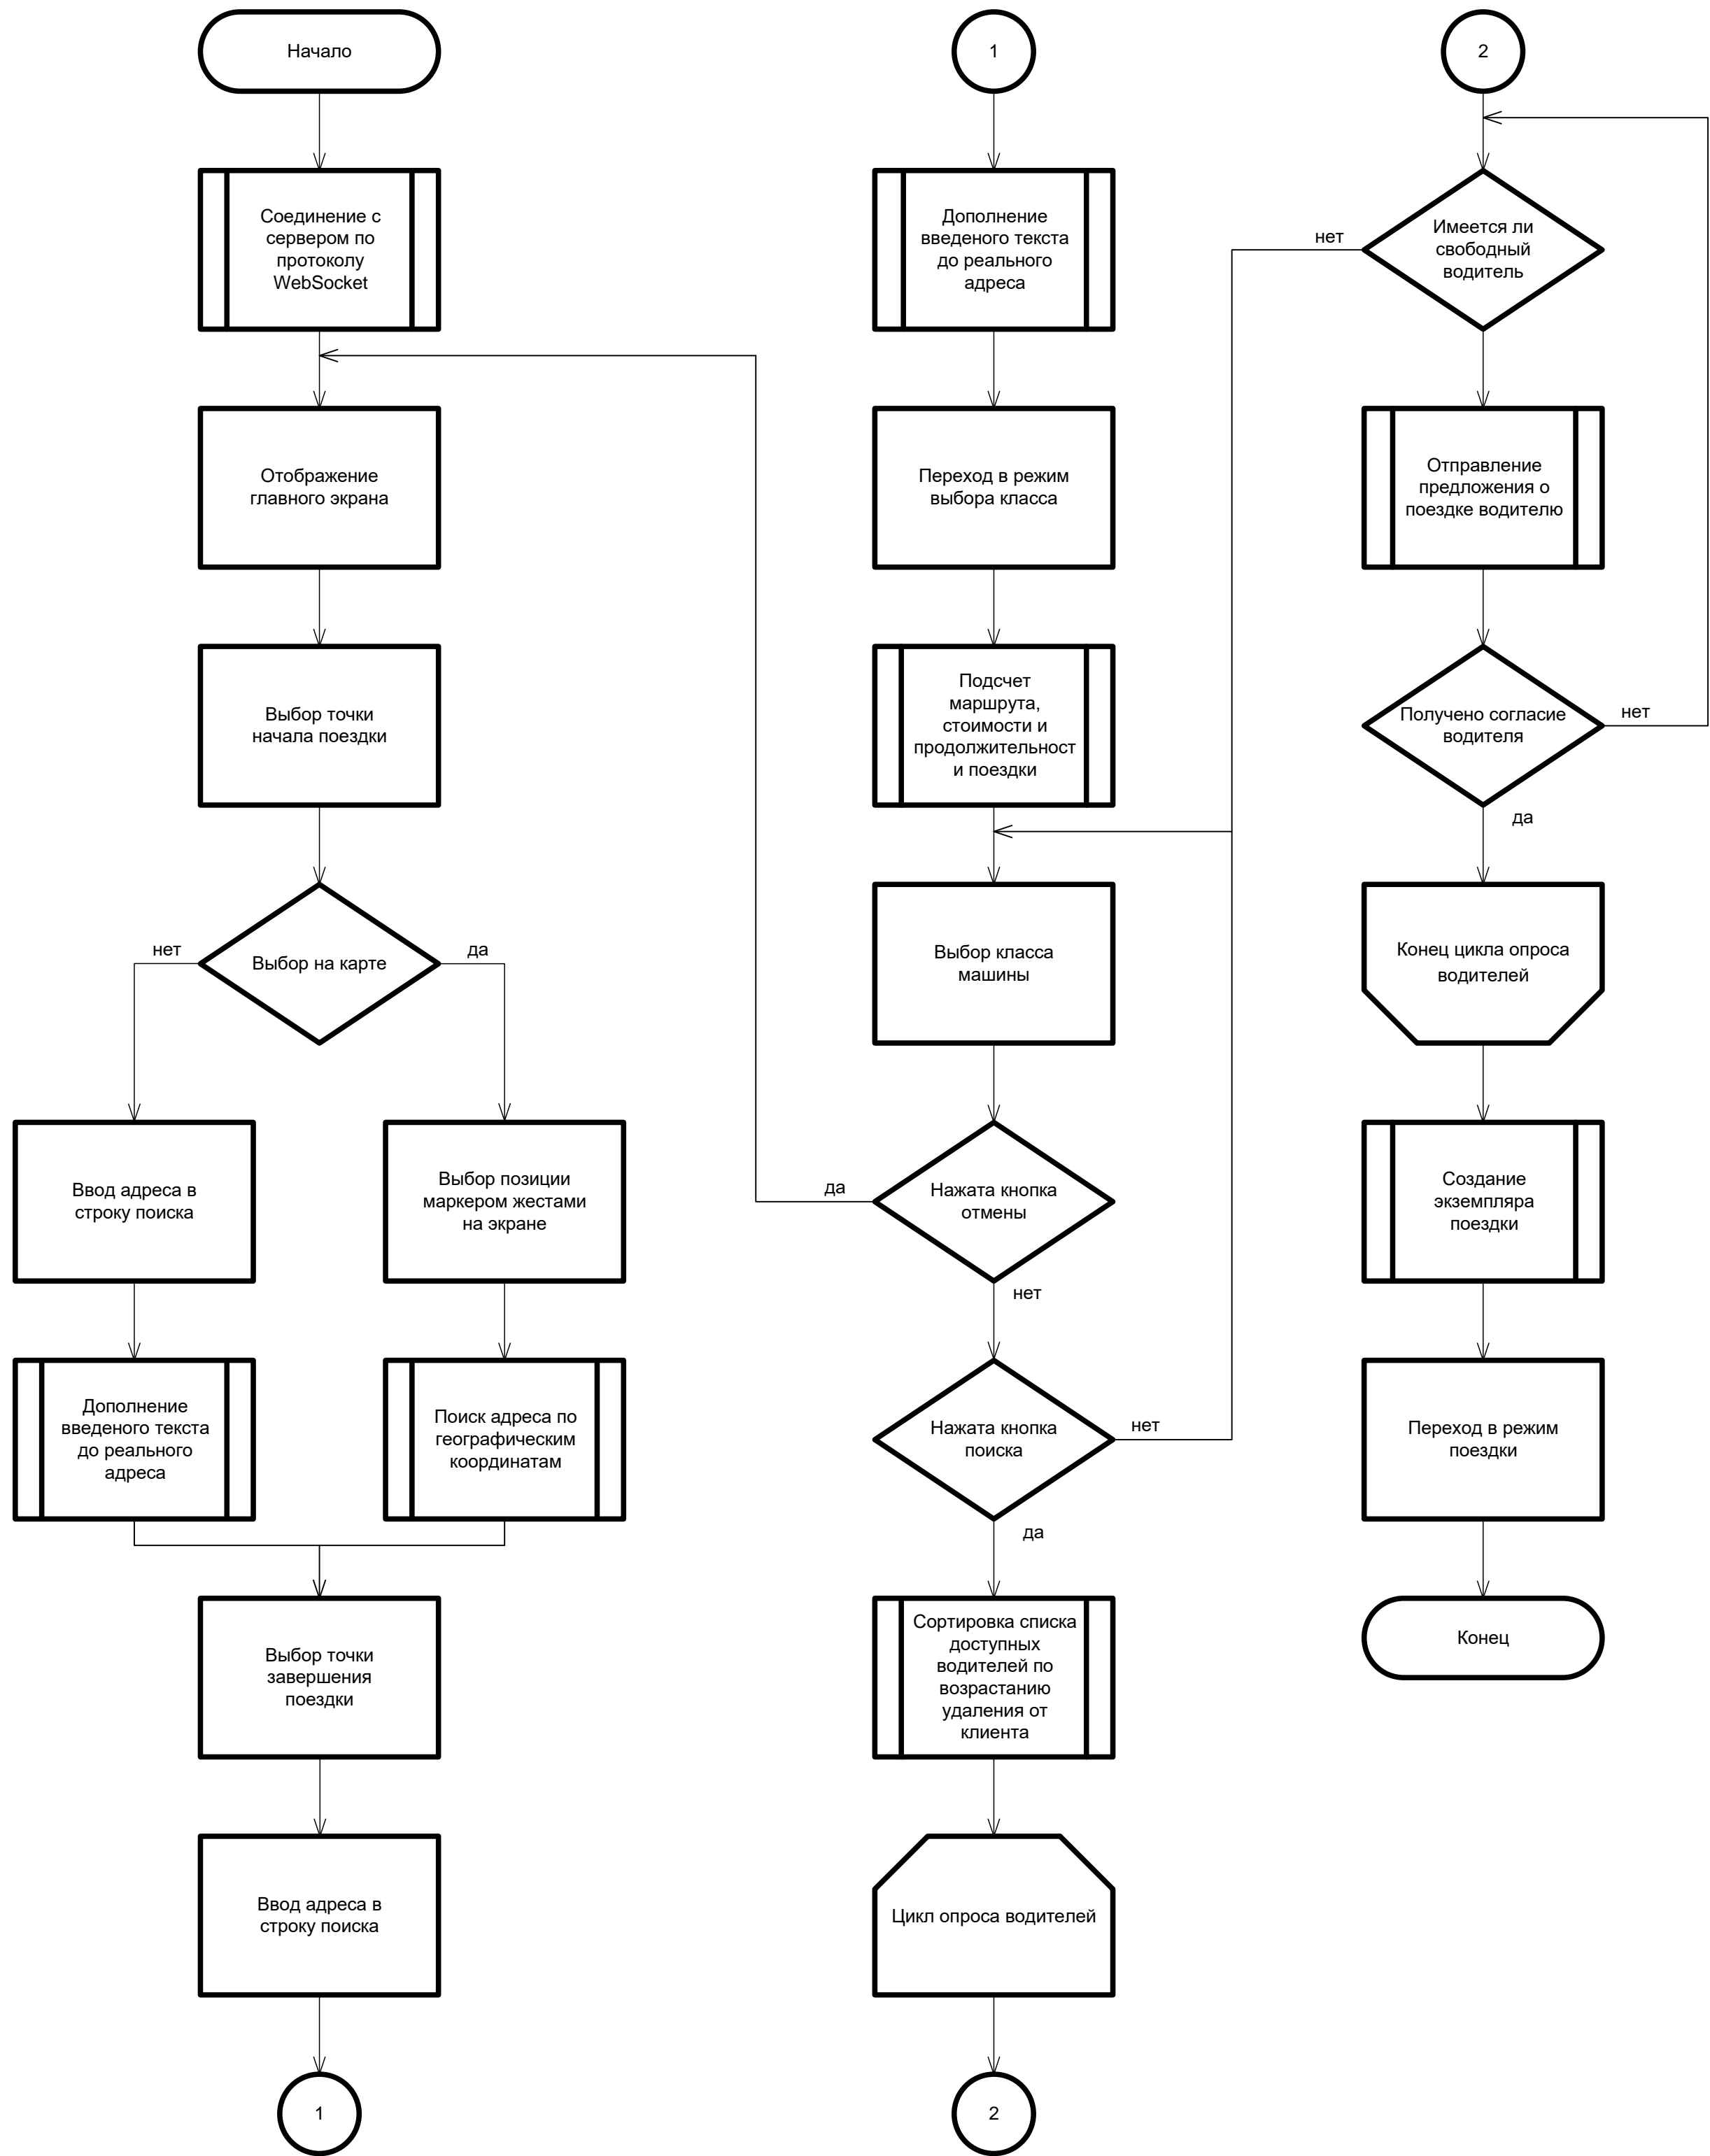 Начало
Соединение с
сервером по
протоколу
WebSocket
Отображение
главного экрана
Выбор точки
начала поездки
Выбор на карте
нет
да
Ввод адреса в
строку поиска
Выбор позиции
маркером жестами
на экране
Дополнение
введеного текста
до реального
адреса
Поиск адреса по
географическим
координатам
Выбор точки
завершения
поездки
Ввод адреса в
строку поиска
1
1
Дополнение
введеного текста
до реального
адреса
Переход в режим
выбора класса
Подсчет
маршрута,
стоимости и
продолжительност
и поездки
Выбор класса
машины
Нажата кнопка
отмены
да
нет
Нажата кнопка
поиска
нет
да
Сортировка списка
доступных
водителей по
возрастанию
удаления от
клиента
Цикл опроса водителей
2
2
Имеется ли
свободный
водитель
нет
Отправление
предложения о
поездке водителю
Получено согласие
водителя
нет
да
Конец цикла опроса
водителей
Создание
экземпляра
поездки
Переход в режим
поездки
Конец